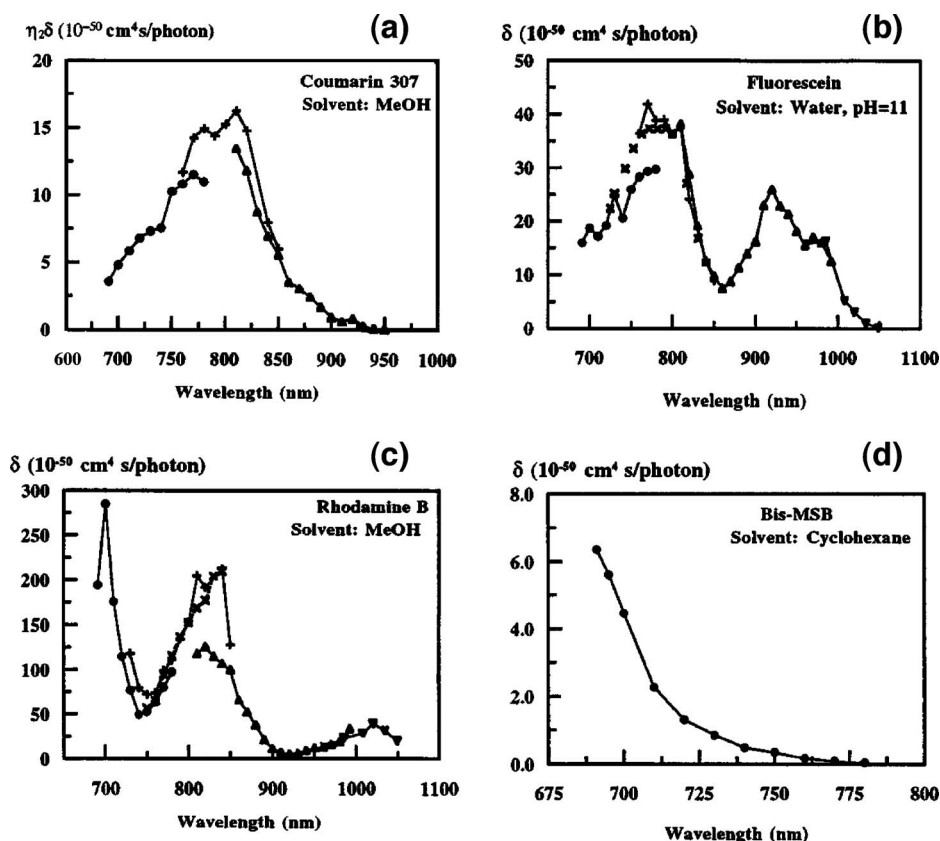 η₂δ (10⁻⁵⁰ cm⁴s/photon) (a)
20
15
10
5
0
Coumarin 307
Solvent: MeOH
600 700 750 800 850 900 950 1000
Wavelength (nm)
δ (10⁻⁵⁰ cm⁴ s/photon) (b)
50
40
30
20
10
0
Fluorescein
Solvent: Water, pH=11
700 800 900 1000 1100
Wavelength (nm)
δ (10⁻⁵⁰ cm⁴ s/photon) (c)
300
250
200
150
100
50
0
Rhodamine B
Solvent: MeOH
700 800 900 1000 1100
Wavelength (nm)
δ (10⁻⁵⁰ cm⁴ s/photon) (d)
8.0
6.0
4.0
2.0
0.0
Bis-MSB
Solvent: Cyclohexane
675 700 725 750 775 800
Wavelength (nm)